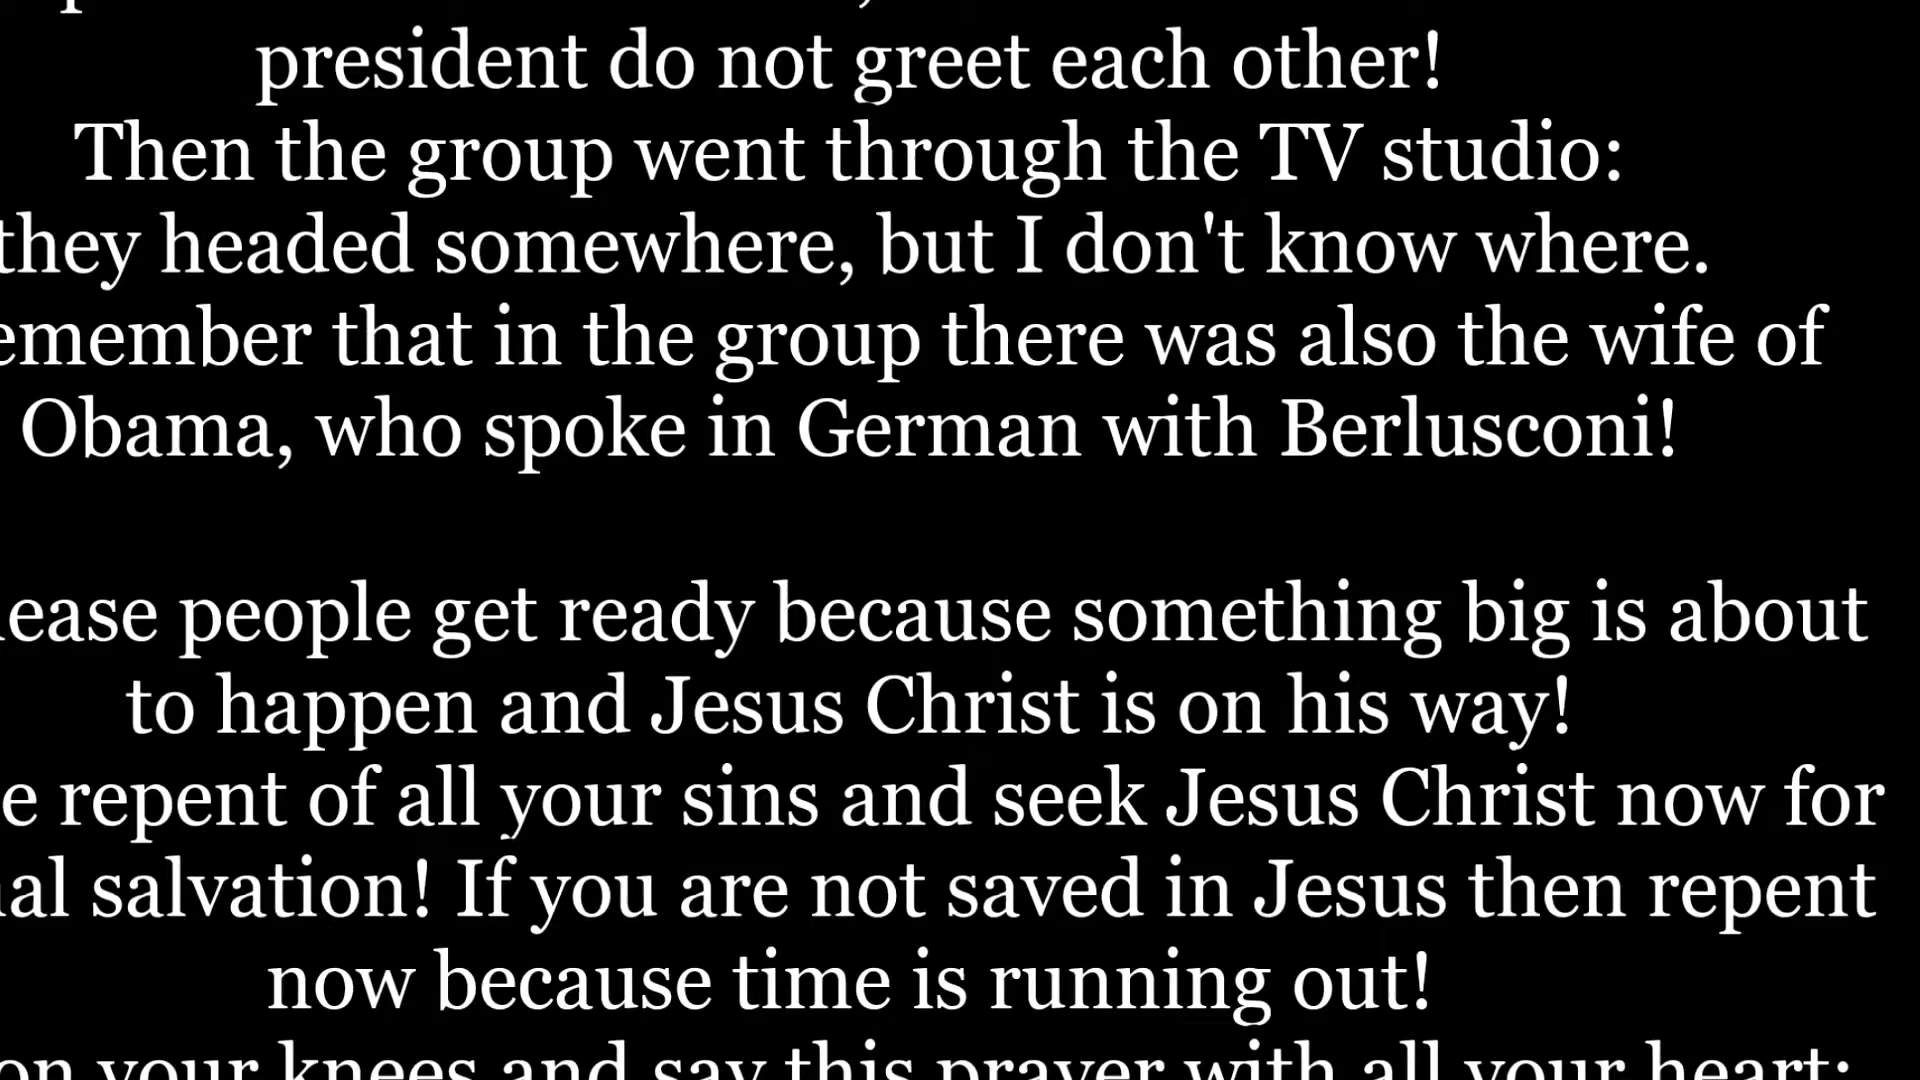 president do not greet each other!
Then the group went through the TV studio:
they headed somewhere, but I don't know where.
emember that in the group there was also the wife of
Obama, who spoke in German with Berlusconi!
lease people get ready because something big is about
to happen and Jesus Christ is on his way!
e repent of all your sins and seek Jesus Christ now for
nal salvation! If you are not saved in Jesus then repent
now because time is running out!
on your knees and say this prayer with all your heart: